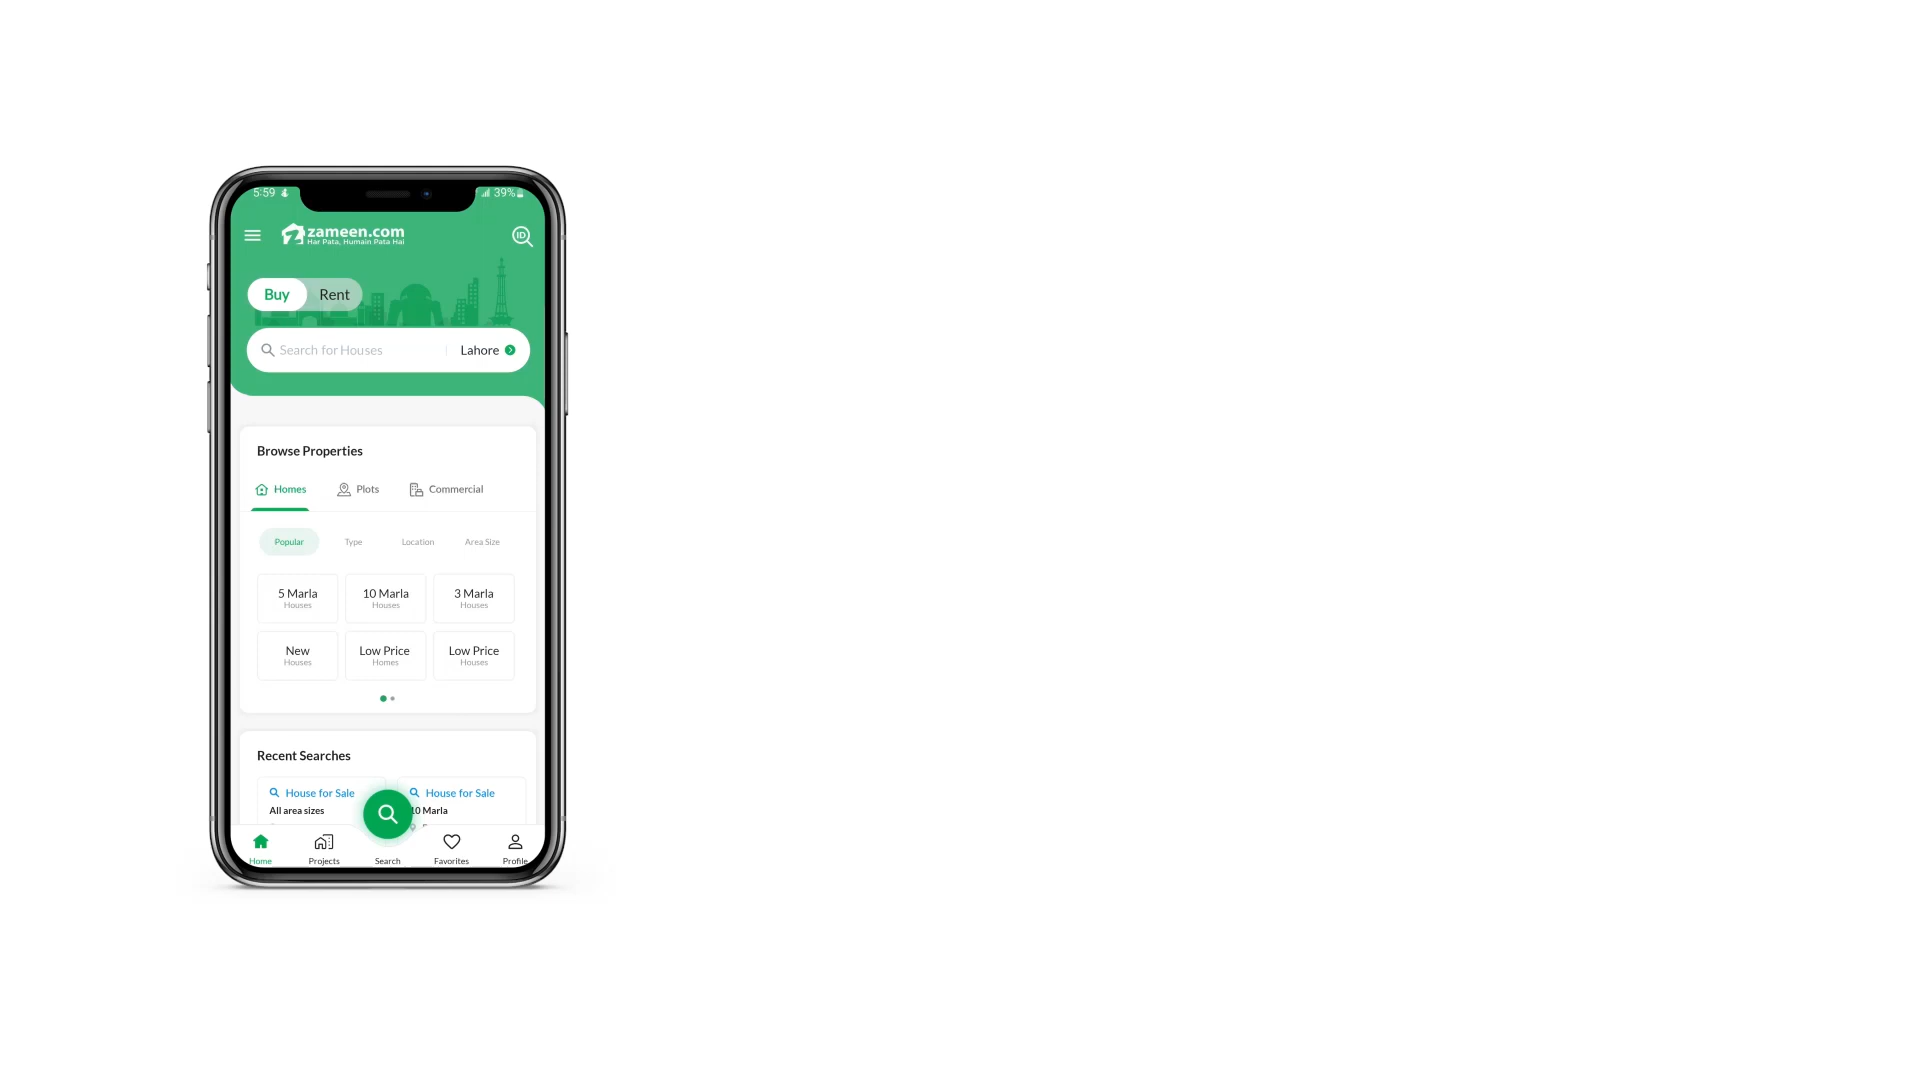 5:59
39%
zameen.com
Har Pata, Humain Pata Hai
ID
Buy Rent
Search for Houses Lahore
Browse Properties
Homes Plots Commercial
Popular Type Location Area Size
5 Marla 10 Marla 3 Marla
Houses Houses Houses
New Low Price Low Price
Houses Homes Houses
Recent Searches
House for Sale House for Sale
All area sizes 10 Marla
Home Projects Search Favorites Profile